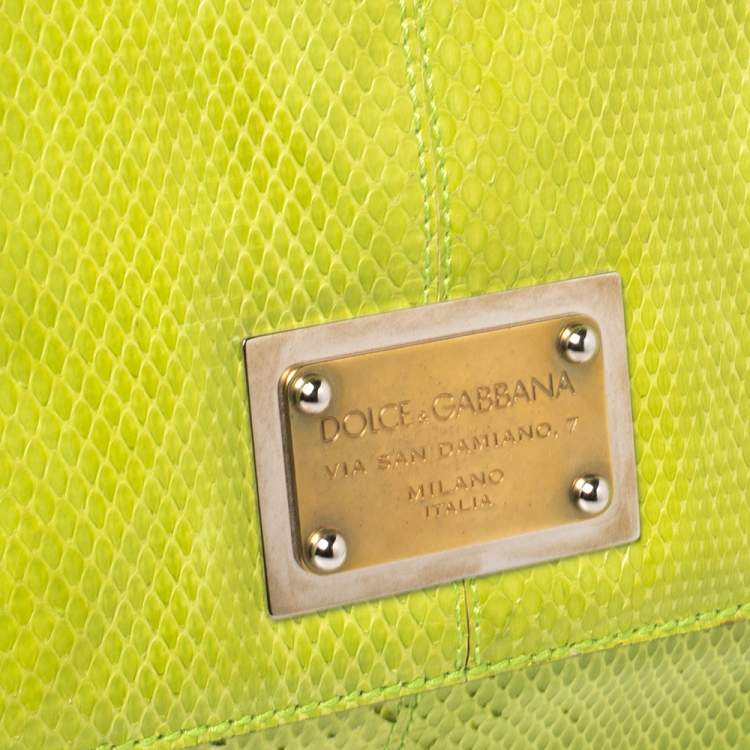 DOLCE & GABBANA
VIA SAN DAMIANO, 7
MILANO
ITALIA